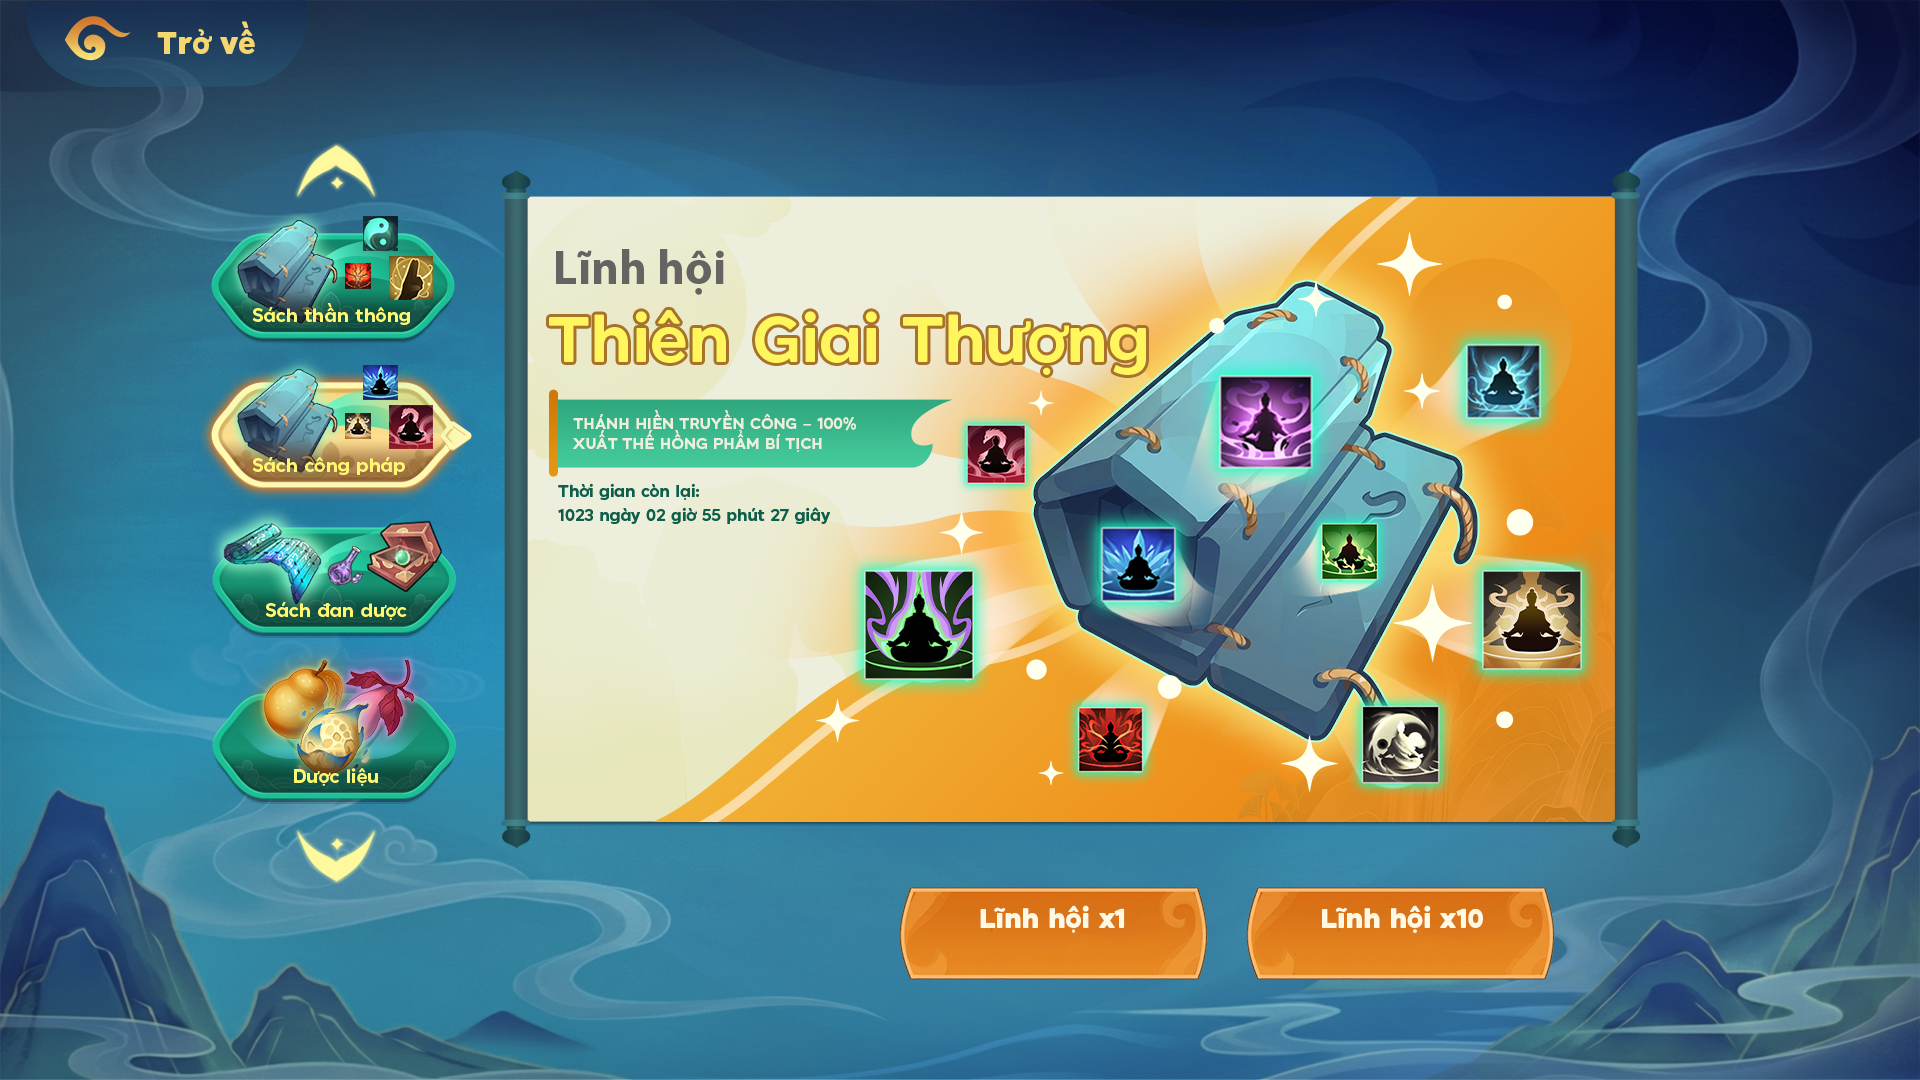 Trở về
Sách thần thông
Sách công pháp
Sách đan dược
Dược liệu
Lĩnh hội
Thiên Giai Thượng
THÁNH HIỀN TRUYỀN CÔNG – 100%
XUẤT THẾ HỒNG PHẨM BÍ TỊCH
Thời gian còn lại:
1023 ngày 02 giờ 55 phút 27 giây
Lĩnh hội x1
Lĩnh hội x10